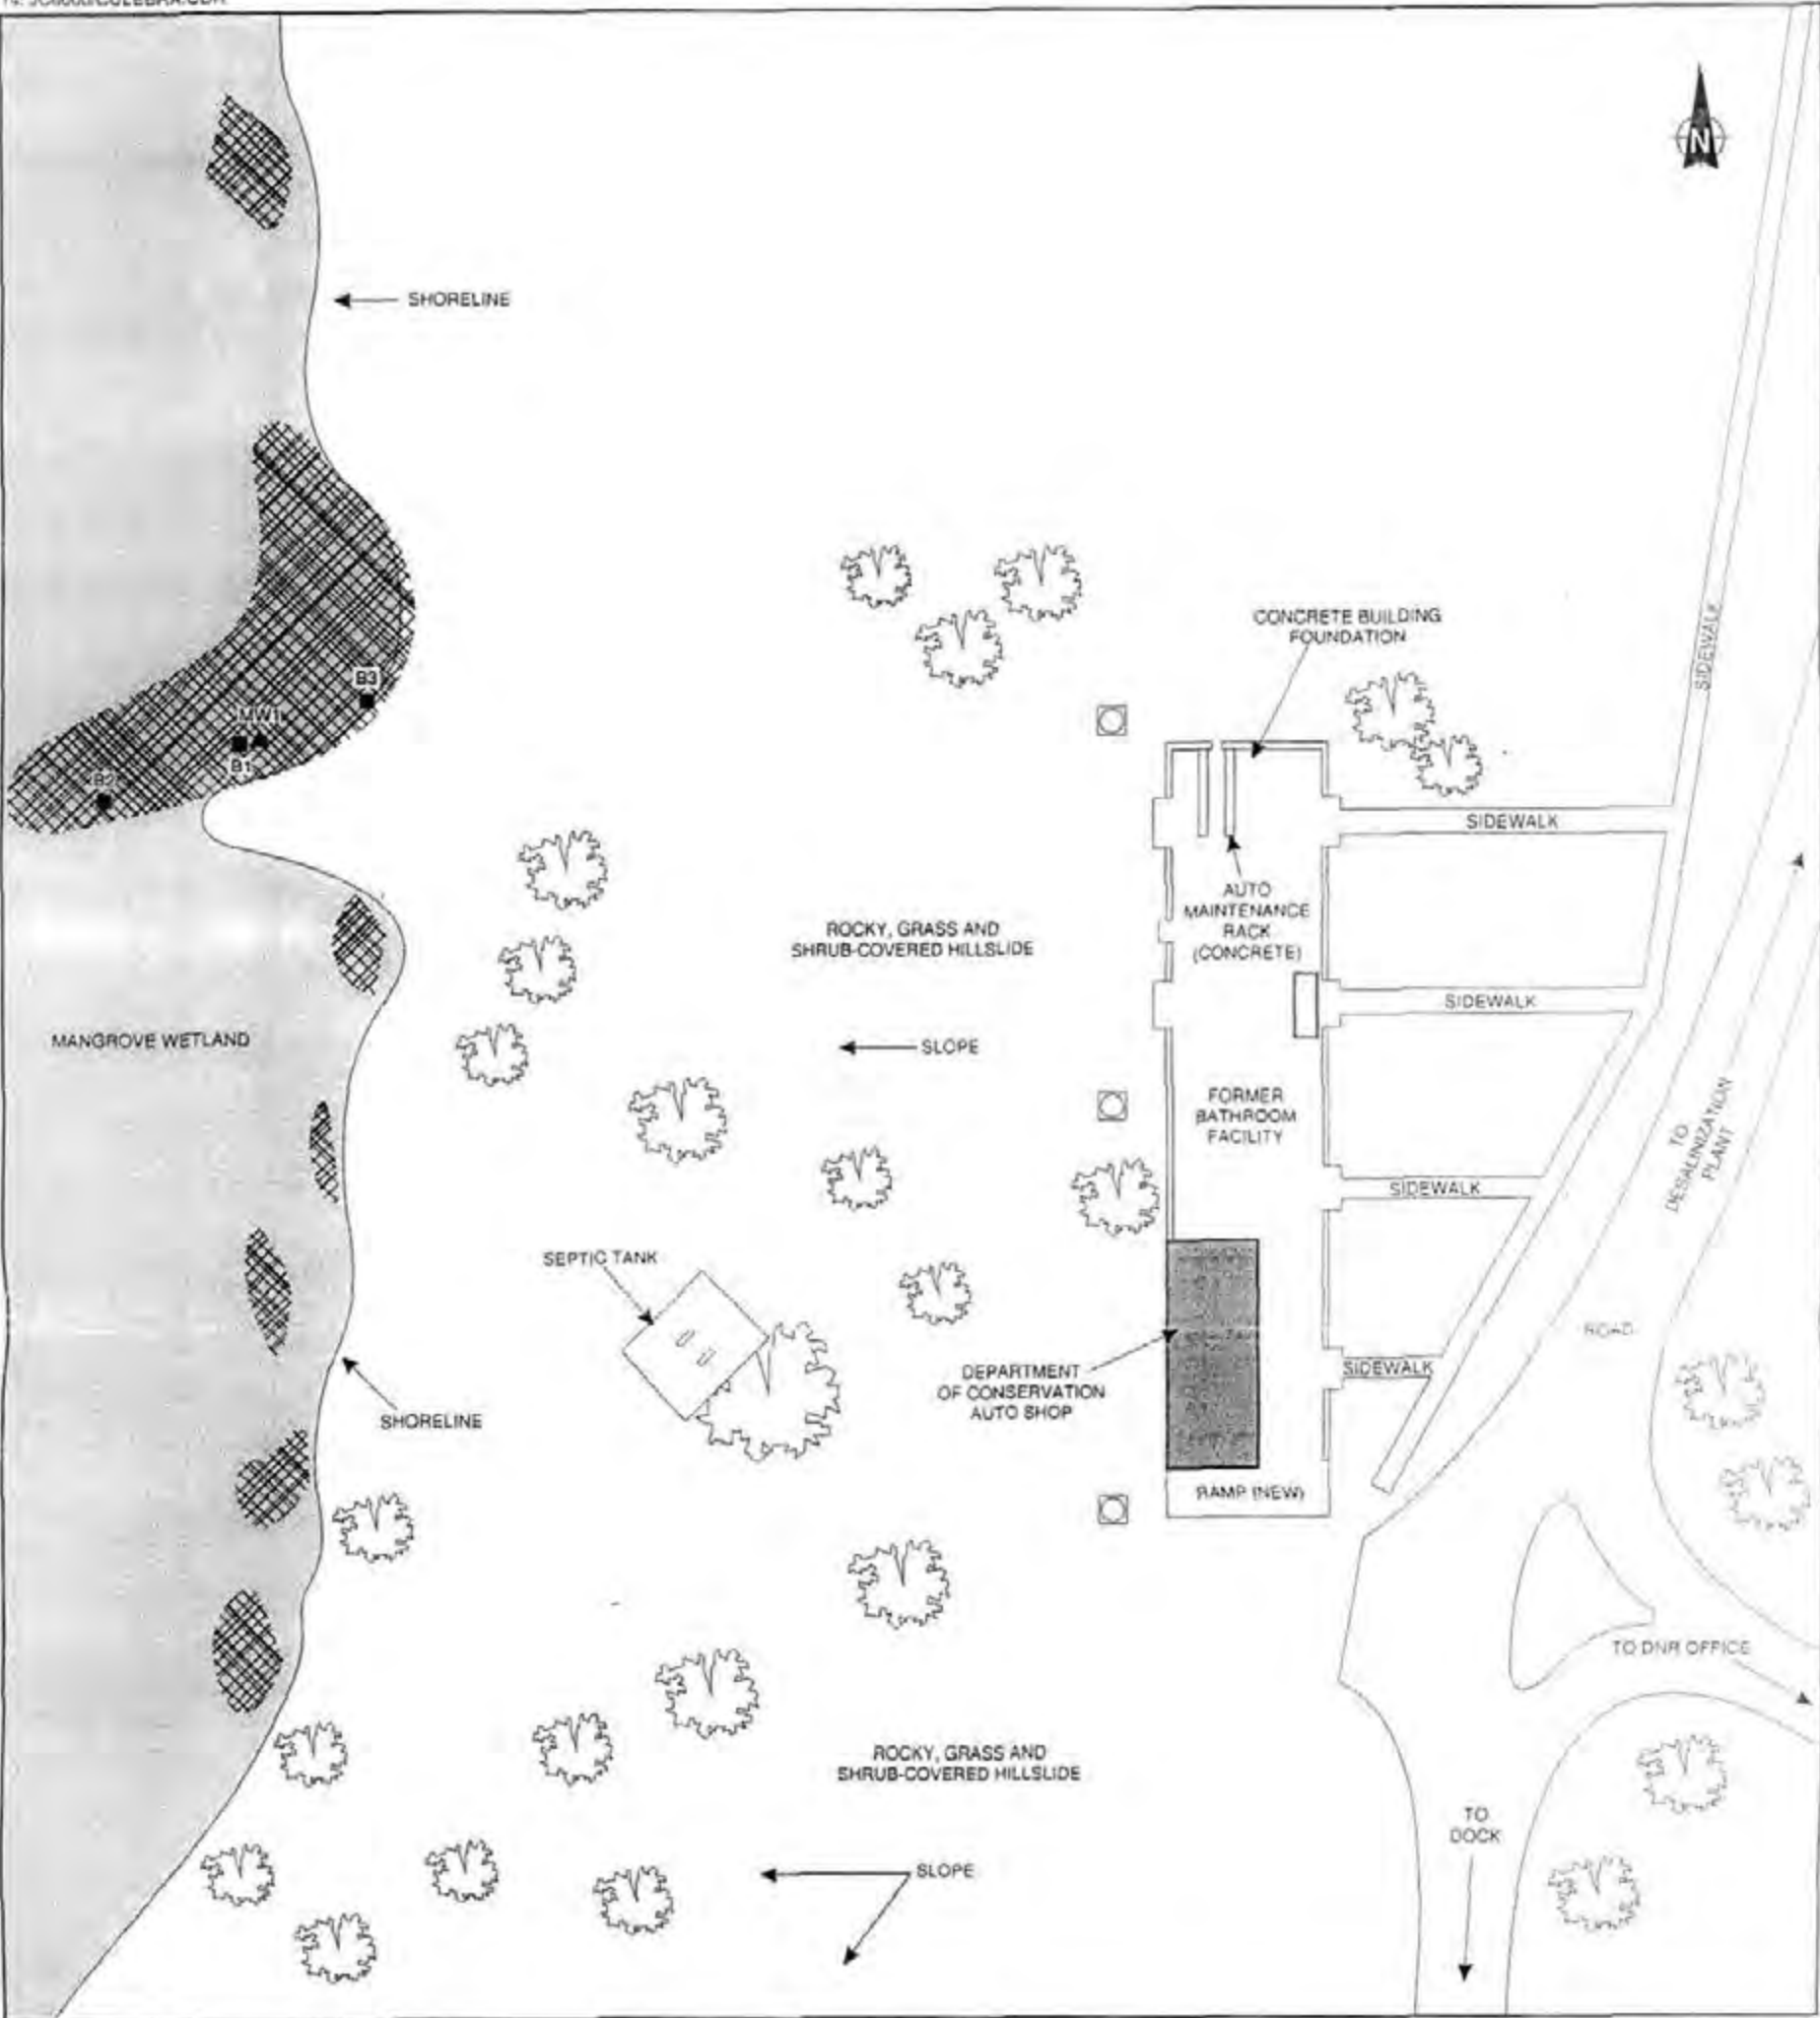 N
SHORELINE
CONCRETE BUILDING
FOUNDATION
SIDEWALK
B3
MW1
B1
B2
SIDEWALK
AUTO
MAINTENANCE
RACK
(CONCRETE)
ROCKY, GRASS AND
SHRUB-COVERED HILLSLIDE
SIDEWALK
MANGROVE WETLAND
SLOPE
FORMER
BATHROOM
FACILITY
TO
DESALINIZATION
PLANT
SIDEWALK
SEPTIC TANK
ROAD
SIDEWALK
DEPARTMENT
OF CONSERVATION
AUTO SHOP
SHORELINE
RAMP (NEW)
TO DNR OFFICE
ROCKY, GRASS AND
SHRUB-COVERED HILLSLIDE
TO
DOCK
SLOPE